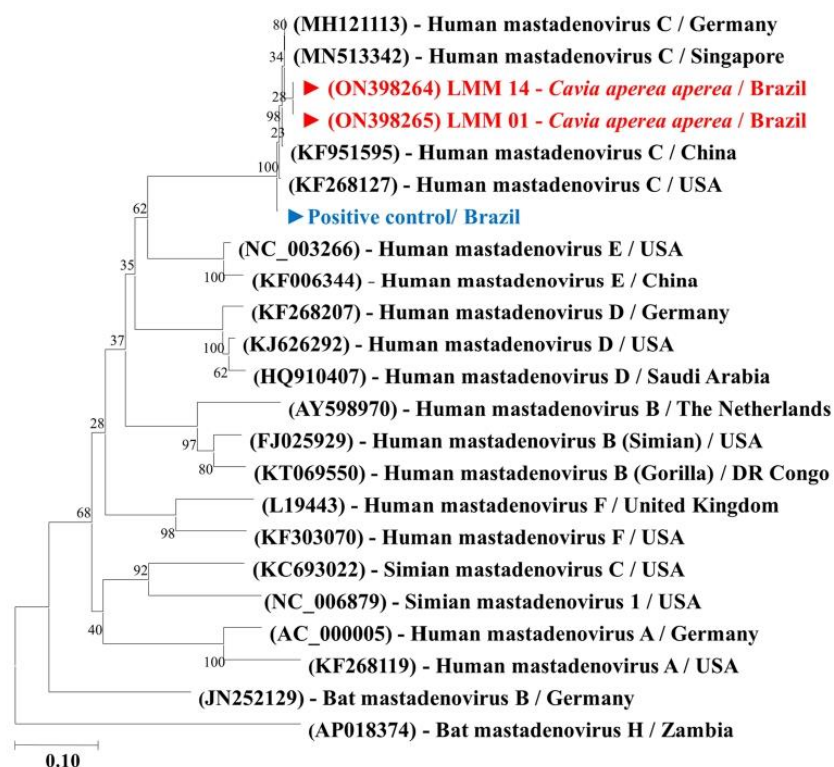 80 (MH121113) - Human mastadenovirus C / Germany
34 (MN513342) - Human mastadenovirus C / Singapore
28 ► (ON398264) LMM 14 - Cavia aperea aperea / Brazil
98 ► (ON398265) LMM 01 - Cavia aperea aperea / Brazil
23
100 (KF951595) - Human mastadenovirus C / China
(KF268127) - Human mastadenovirus C / USA
62 ►Positive control/ Brazil
(NC_003266) - Human mastadenovirus E / USA
35 100 (KF006344) - Human mastadenovirus E / China
(KF268207) - Human mastadenovirus D / Germany
37 100 (KJ626292) - Human mastadenovirus D / USA
62 (HQ910407) - Human mastadenovirus D / Saudi Arabia
(AY598970) - Human mastadenovirus B / The Netherlands
28 97 (FJ025929) - Human mastadenovirus B (Simian) / USA
80 (KT069550) - Human mastadenovirus B (Gorilla) / DR Congo
(L19443) - Human mastadenovirus F / United Kingdom
68 98 (KF303070) - Human mastadenovirus F / USA
92 (KC693022) - Simian mastadenovirus C / USA
(NC_006879) - Simian mastadenovirus 1 / USA
40 (AC_000005) - Human mastadenovirus A / Germany
100 (KF268119) - Human mastadenovirus A / USA
(JN252129) - Bat mastadenovirus B / Germany
(AP018374) - Bat mastadenovirus H / Zambia
0.10